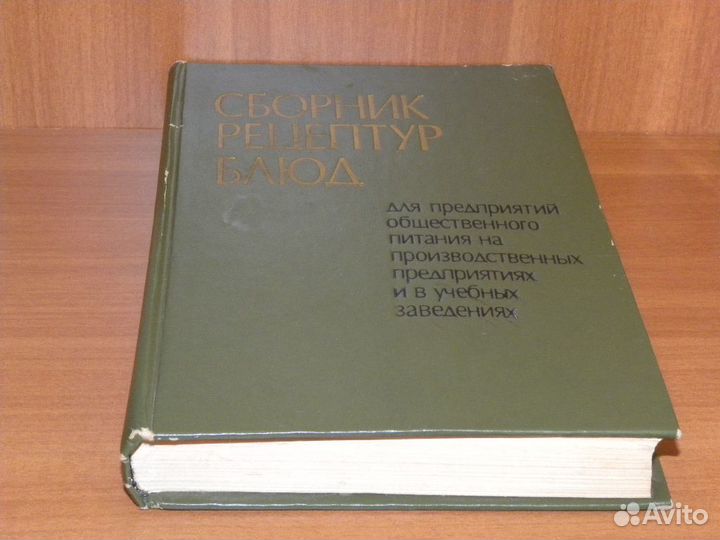 СБОРНИК
РЕЦЕПТУР
БЛЮД
для предприятий
общественного
питания на
производственных
предприятиях
и в учебных
заведениях
Avito